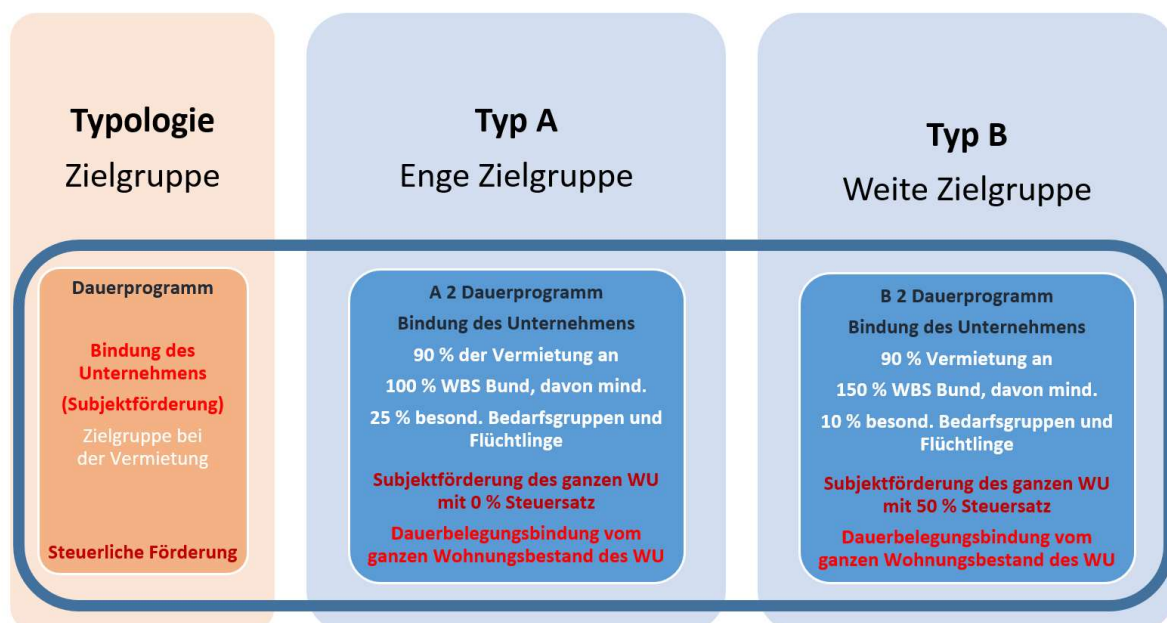 Typologie
Zielgruppe
Typ A
Enge Zielgruppe
Typ B
Weite Zielgruppe
Dauerprogramm
Bindung des
Unternehmens
(Subjektförderung)
Zielgruppe bei
der Vermietung
Steuerliche Förderung
A 2 Dauerprogramm
Bindung des Unternehmens
90 % der Vermietung an
100 % WBS Bund, davon mind.
25 % besond. Bedarfsgruppen und
Flüchtlinge
Subjektförderung des ganzen WU
mit 0 % Steuersatz
Dauerbelegungsbindung vom
ganzen Wohnungsbestand des WU
B 2 Dauerprogramm
Bindung des Unternehmens
90 % Vermietung an
150 % WBS Bund, davon mind.
10 % besond. Bedarfsgruppen und
Flüchtlinge
Subjektförderung des ganzen WU
mit 50 % Steuersatz
Dauerbelegungsbindung vom
ganzen Wohnungsbestand des WU